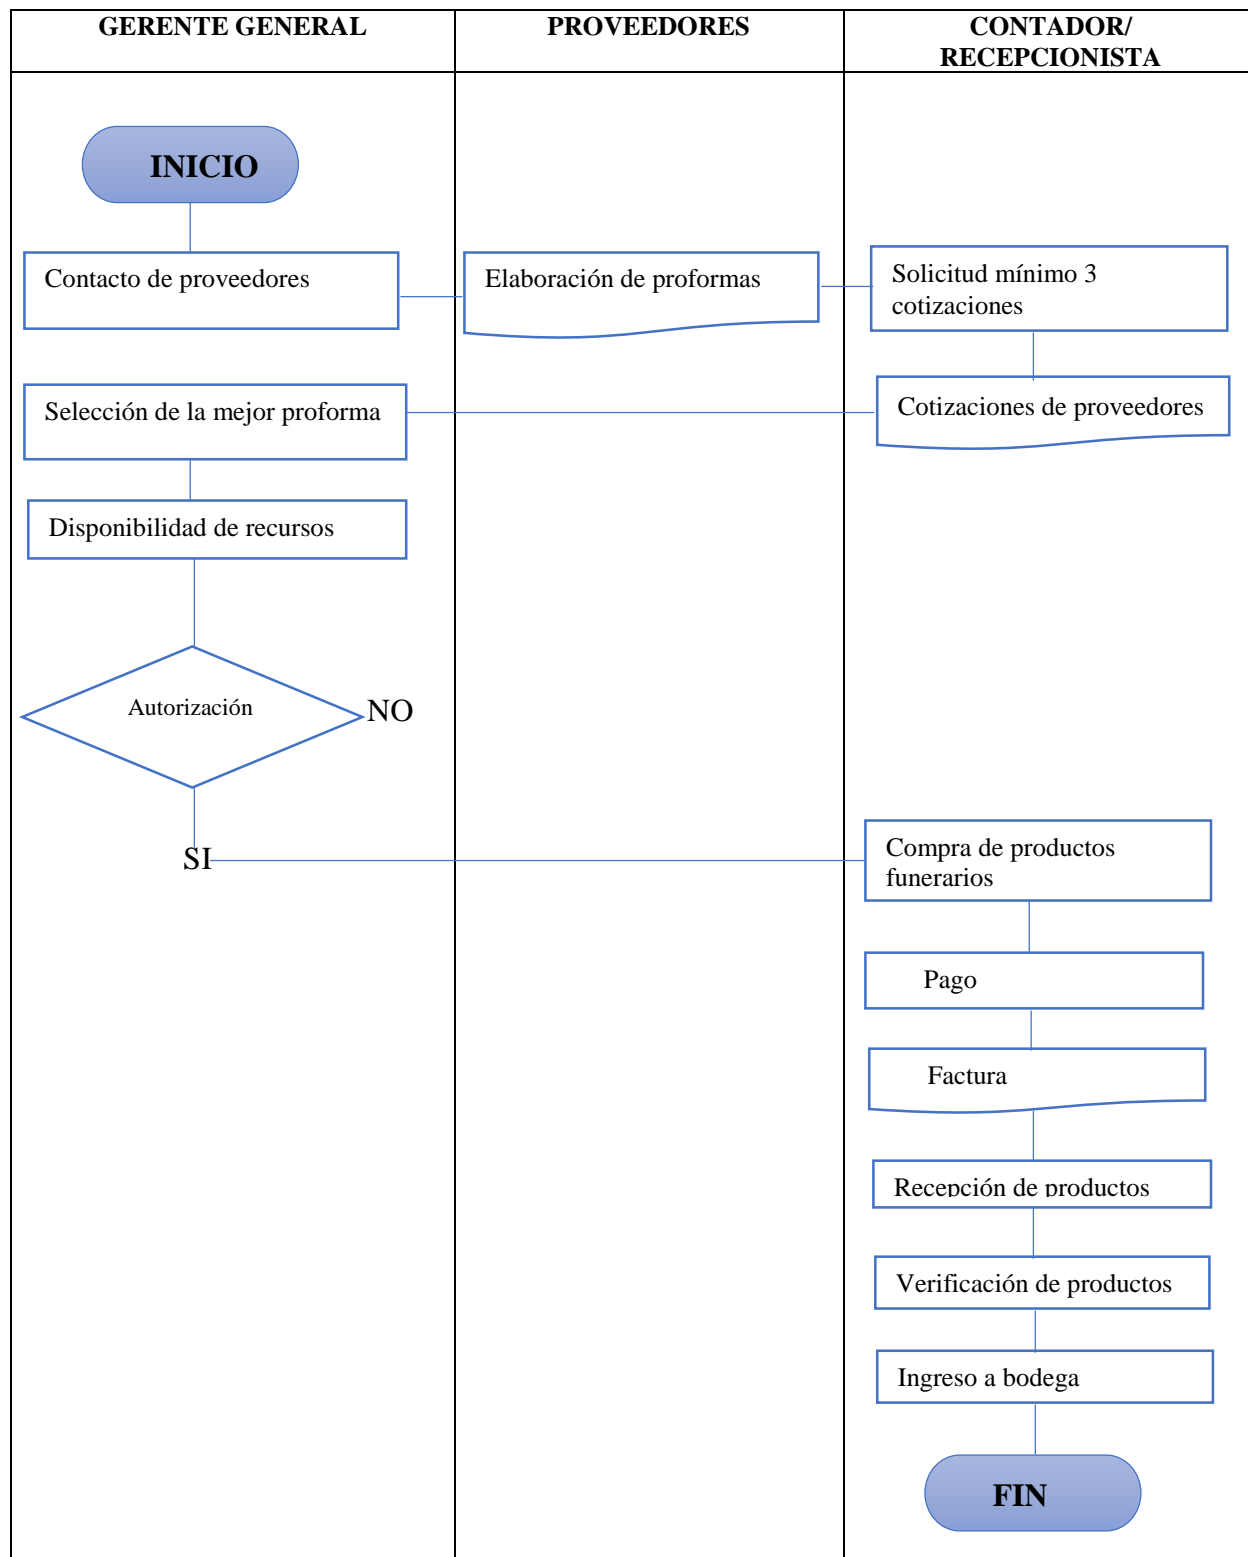 GERENTE GENERAL
PROVEEDORES
CONTADOR/
RECEPCIONISTA
INICIO
Contacto de proveedores
Elaboración de proformas
Solicitud mínimo 3
cotizaciones
Selección de la mejor proforma
Cotizaciones de proveedores
Disponibilidad de recursos
Autorización
NO
SI
Compra de productos
funerarios
Pago
Factura
Recepción de productos
Verificación de productos
Ingreso a bodega
FIN